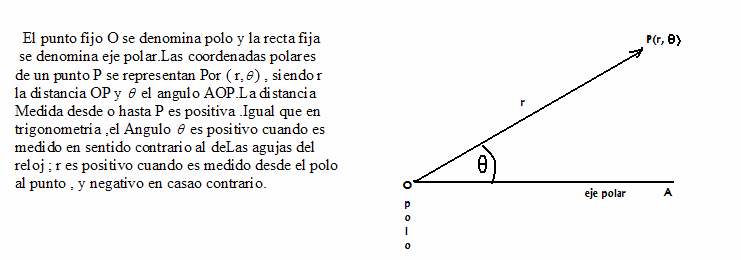 El punto fijo O se denomina polo y la recta fija
se denomina eje polar.Las coordenadas polares
de un punto P se representan Por ( r, θ ) , siendo r
la distancia OP y θ el angulo AOP.La distancia
Medida desde o hasta P es positiva .Igual que en
trigonometria ,el Angulo θ es positivo cuando es
medido en sentido contrario al deLas agujas del
reloj ; r es positivo cuando es medido desde el polo
al punto , y negativo en casao contrario.
P(r, θ)
r
θ
O
eje polar
A
P
o
l
o